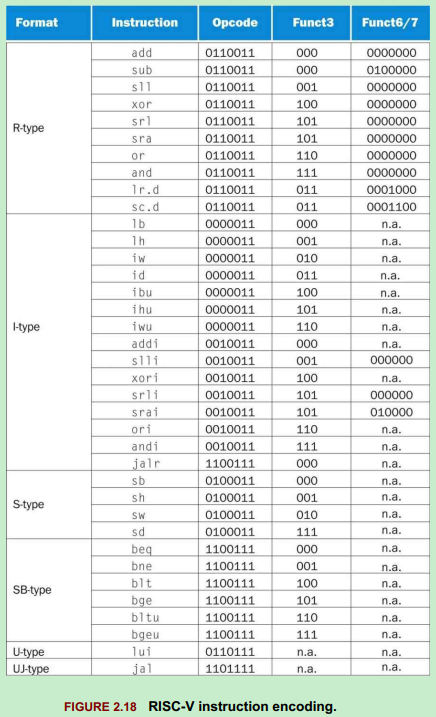 Format Instruction Opcode Funct3 Funct6/7
R-type
add 0110011 000 0000000
sub 0110011 000 0100000
sll 0110011 001 0000000
xor 0110011 100 0000000
srl 0110011 101 0000000
sra 0110011 101 0000000
or 0110011 110 0000000
and 0110011 111 0000000
lr.d 0110011 011 0001000
sc.d 0110011 011 0001100
I-type
lb 0000011 000 n.a.
lh 0000011 001 n.a.
iw 0000011 010 n.a.
id 0000011 011 n.a.
ibu 0000011 100 n.a.
ihu 0000011 101 n.a.
iwu 0000011 110 n.a.
addi 0010011 000 n.a.
slli 0010011 001 000000
xori 0010011 100 n.a.
srli 0010011 101 000000
srai 0010011 101 010000
ori 0010011 110 n.a.
andi 0010011 111 n.a.
jalr 1100111 000 n.a.
S-type
sb 0100011 000 n.a.
sh 0100011 001 n.a.
sw 0100011 010 n.a.
sd 0100011 111 n.a.
SB-type
beq 1100111 000 n.a.
bne 1100111 001 n.a.
blt 1100111 100 n.a.
bge 1100111 101 n.a.
bltu 1100111 110 n.a.
bgeu 1100111 111 n.a.
U-type lui 0110111 n.a. n.a.
UJ-type jal 1101111 n.a. n.a.
FIGURE 2.18 RISC-V instruction encoding.